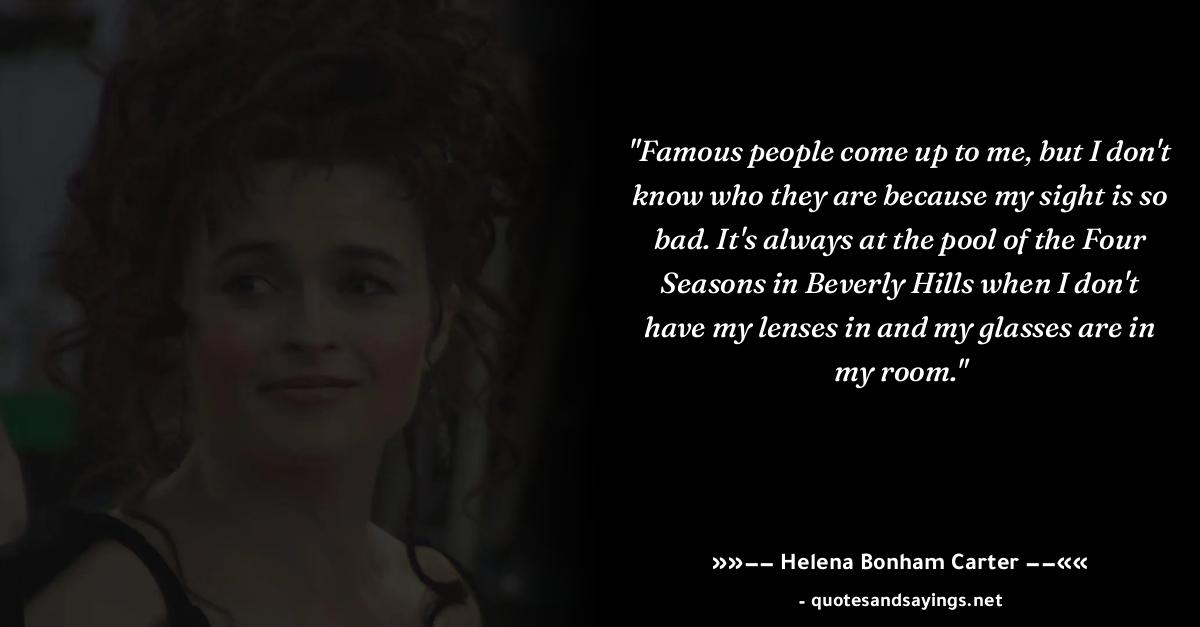 "Famous people come up to me, but I don't
know who they are because my sight is so
bad. It's always at the pool of the Four
Seasons in Beverly Hills when I don't
have my lenses in and my glasses are in
my room."
»»−− Helena Bonham Carter −−««
- quotesandsayings.net